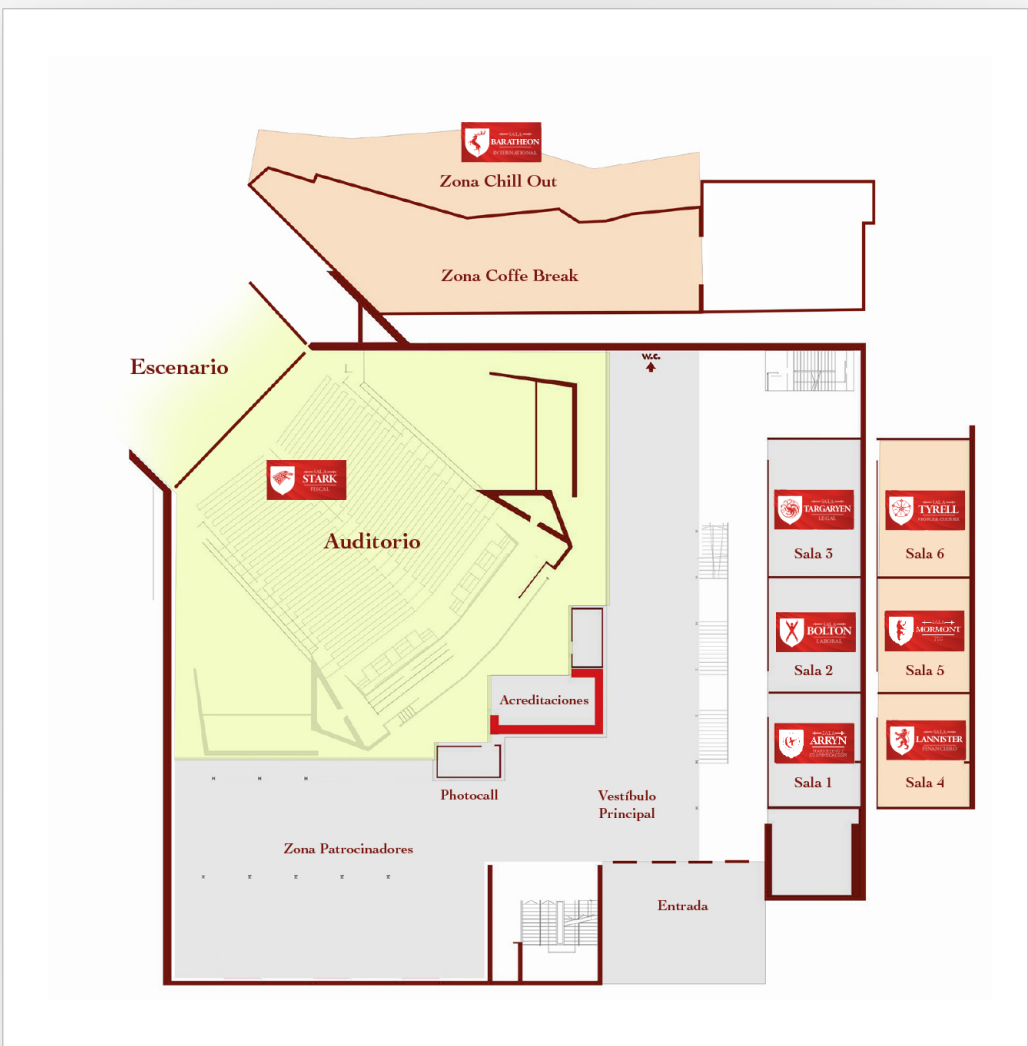 SALA
BARATHEON
INTERNATIONAL
Zona Chill Out
Zona Coffe Break
Escenario
w.c.
SALA
STARK
FISCAL
Auditorio
SALA
TARGARYEN
LEGAL
Sala 3
SALA
TYRELL
Sala 6
SALA
BOLTON
LABORAL
Sala 2
SALA
MORMONT
Sala 5
Acreditaciones
SALA
ARRYN
Sala 1
SALA
LANNISTER
FINANCIERO
Sala 4
Photocall
Vestíbulo
Principal
Zona Patrocinadores
Entrada